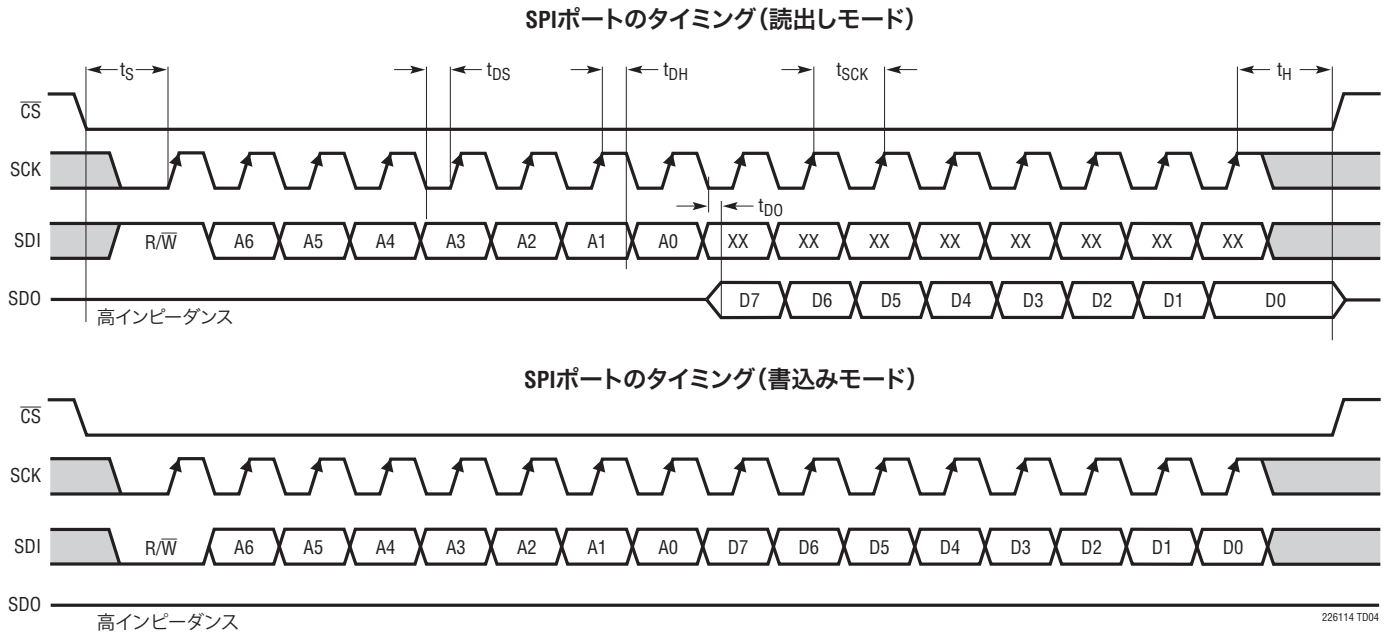 SPIポートのタイミング（読出しモード）
tS tDS tDH tSCK tH
CS
SCK
tDO
SDI R/W A6 A5 A4 A3 A2 A1 A0 XX XX XX XX XX XX XX XX
SDO D7 D6 D5 D4 D3 D2 D1 D0
高インピーダンス
SPIポートのタイミング（書込みモード）
CS
SCK
SDI R/W A6 A5 A4 A3 A2 A1 A0 D7 D6 D5 D4 D3 D2 D1 D0
SDO
高インピーダンス
226114 TD04